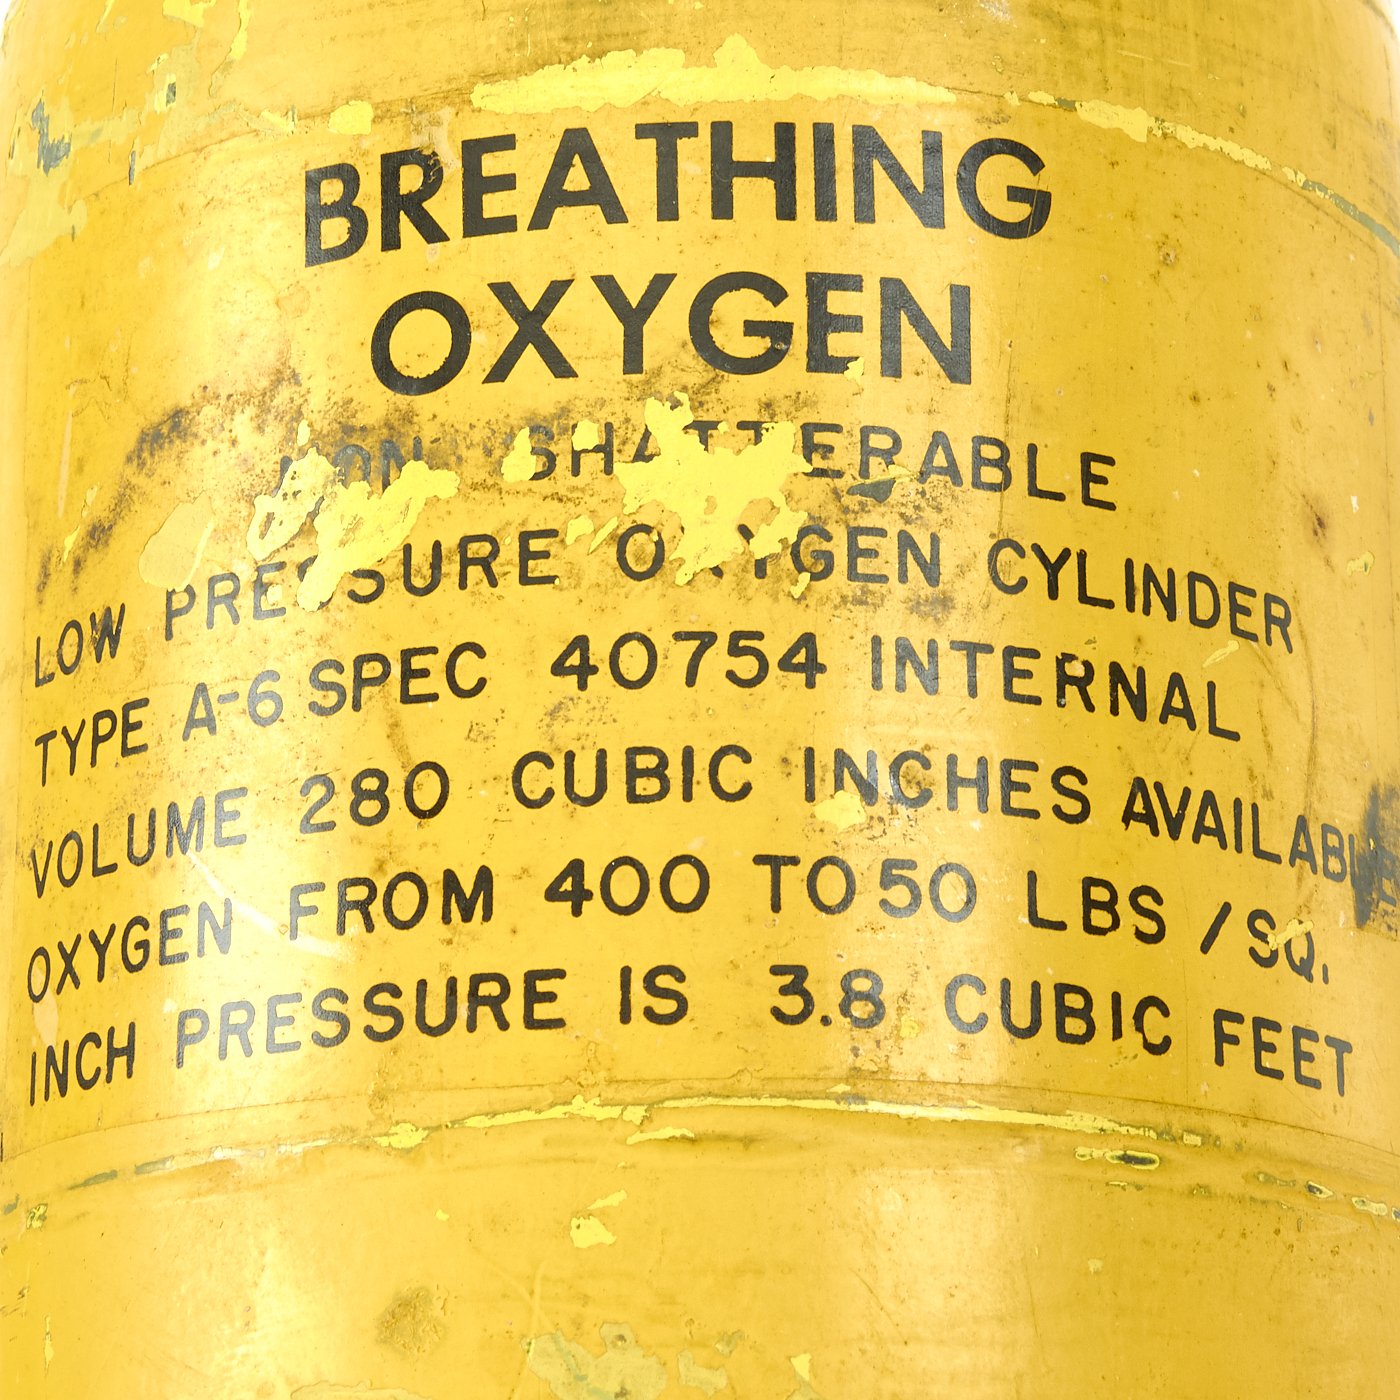 BREATHING
OXYGEN
NON SHATTERABLE
LOW PRESSURE OXYGEN CYLINDER
TYPE A-6 SPEC 40754 INTERNAL
VOLUME 280 CUBIC INCHES AVAILABLE
OXYGEN FROM 400 TO 50 LBS / SQ.
INCH PRESSURE IS 3.8 CUBIC FEET